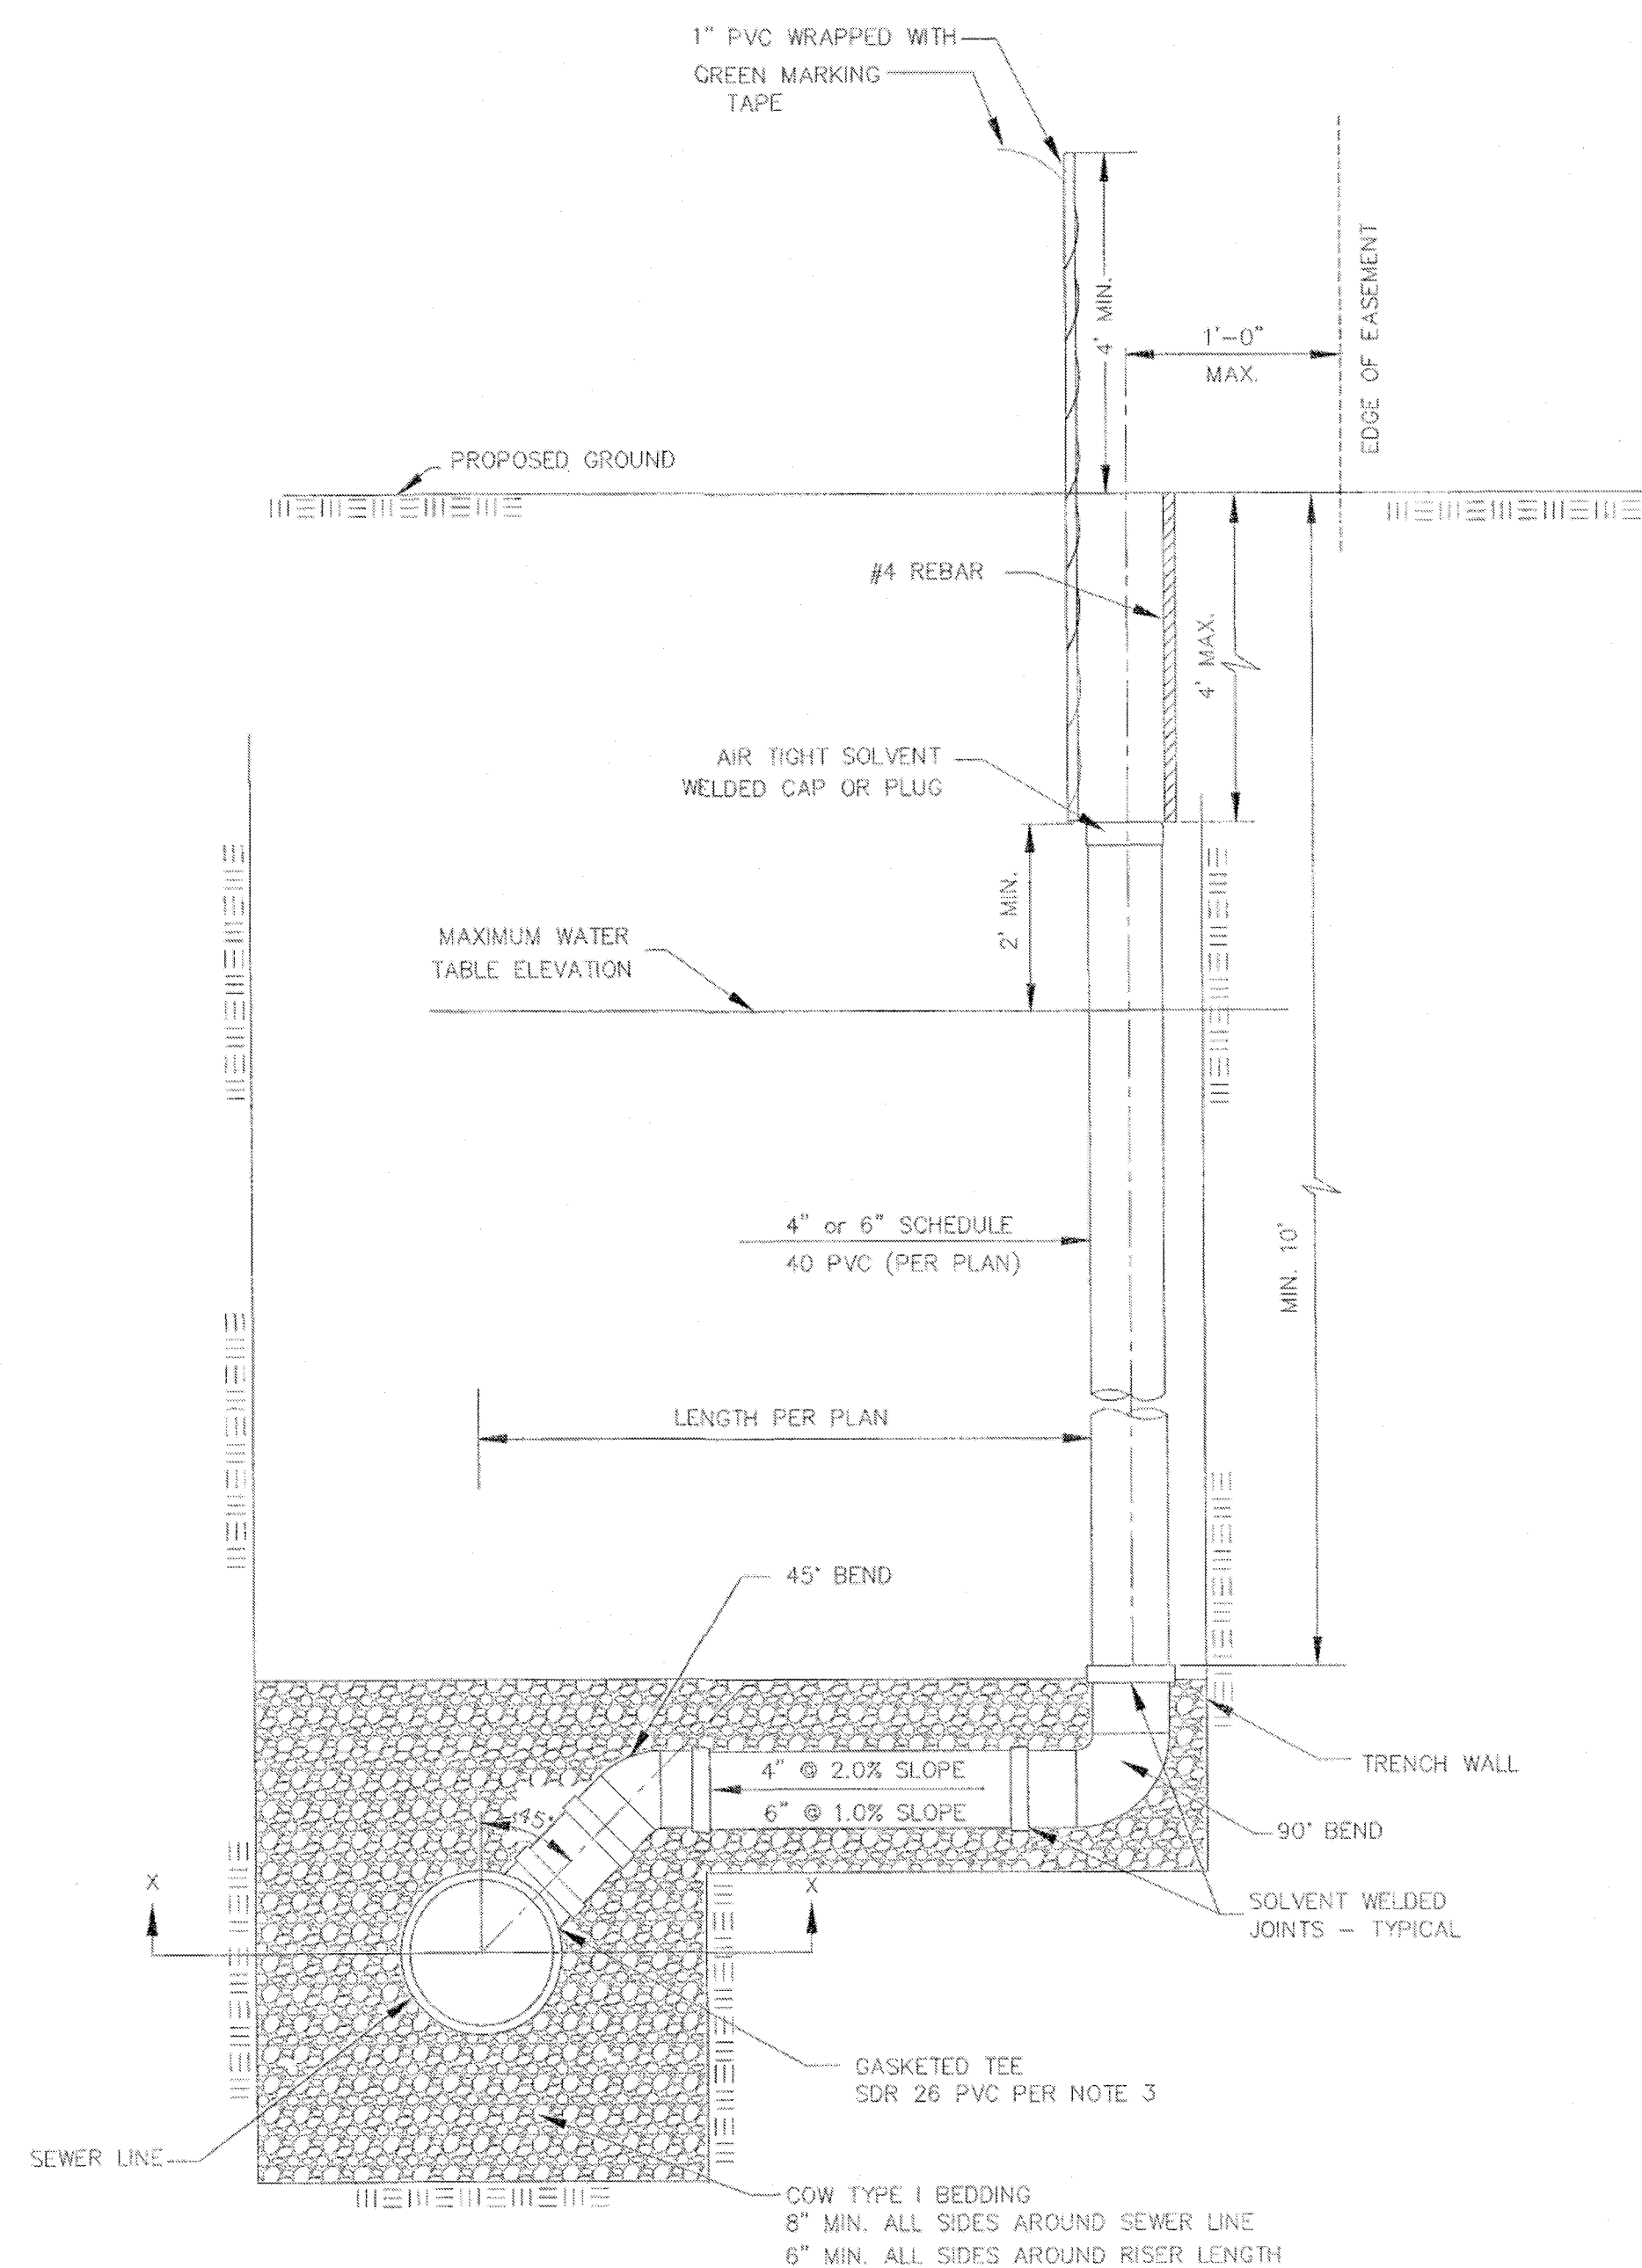 1" PVC WRAPPED WITH
GREEN MARKING
TAPE
4' MIN.
1'-0"
MAX.
EDGE OF EASEMENT
PROPOSED GROUND
#4 REBAR
4' MAX.
AIR TIGHT SOLVENT
WELDED CAP OR PLUG
2' MIN.
MAXIMUM WATER
TABLE ELEVATION
4" or 6" SCHEDULE
40 PVC (PER PLAN)
MIN. 10'
LENGTH PER PLAN
45° BEND
4" @ 2.0% SLOPE
6" @ 1.0% SLOPE
TRENCH WALL
45°
90° BEND
X
X
SOLVENT WELDED
JOINTS - TYPICAL
GASKETED TEE
SDR 26 PVC PER NOTE 3
SEWER LINE
COW TYPE I BEDDING
8" MIN. ALL SIDES AROUND SEWER LINE
6" MIN. ALL SIDES AROUND RISER LENGTH